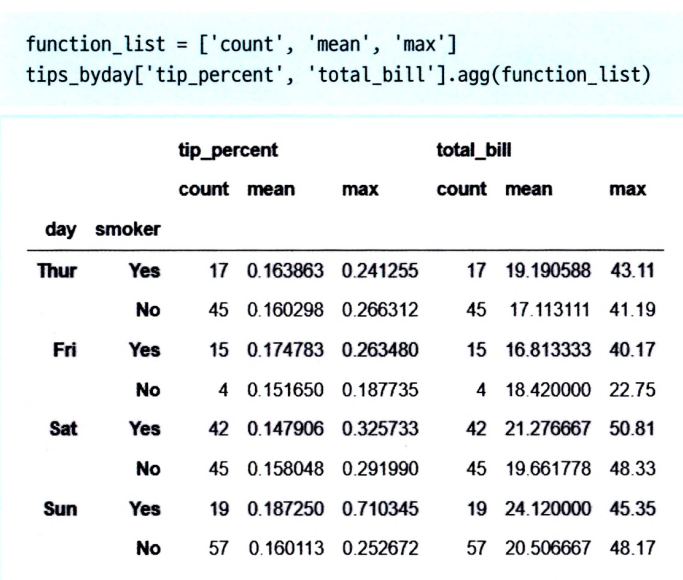 function_list = ['count', 'mean', 'max']
tips_byday['tip_percent', 'total_bill'].agg(function_list)
tip_percent total_bill
count mean max count mean max
day smoker
Thur Yes 17 0.163863 0.241255 17 19.190588 43.11
No 45 0.160298 0.266312 45 17.113111 41.19
Fri Yes 15 0.174783 0.263480 15 16.813333 40.17
No 4 0.151650 0.187735 4 18.420000 22.75
Sat Yes 42 0.147906 0.325733 42 21.276667 50.81
No 45 0.158048 0.291990 45 19.661778 48.33
Sun Yes 19 0.187250 0.710345 19 24.120000 45.35
No 57 0.160113 0.252672 57 20.506667 48.17